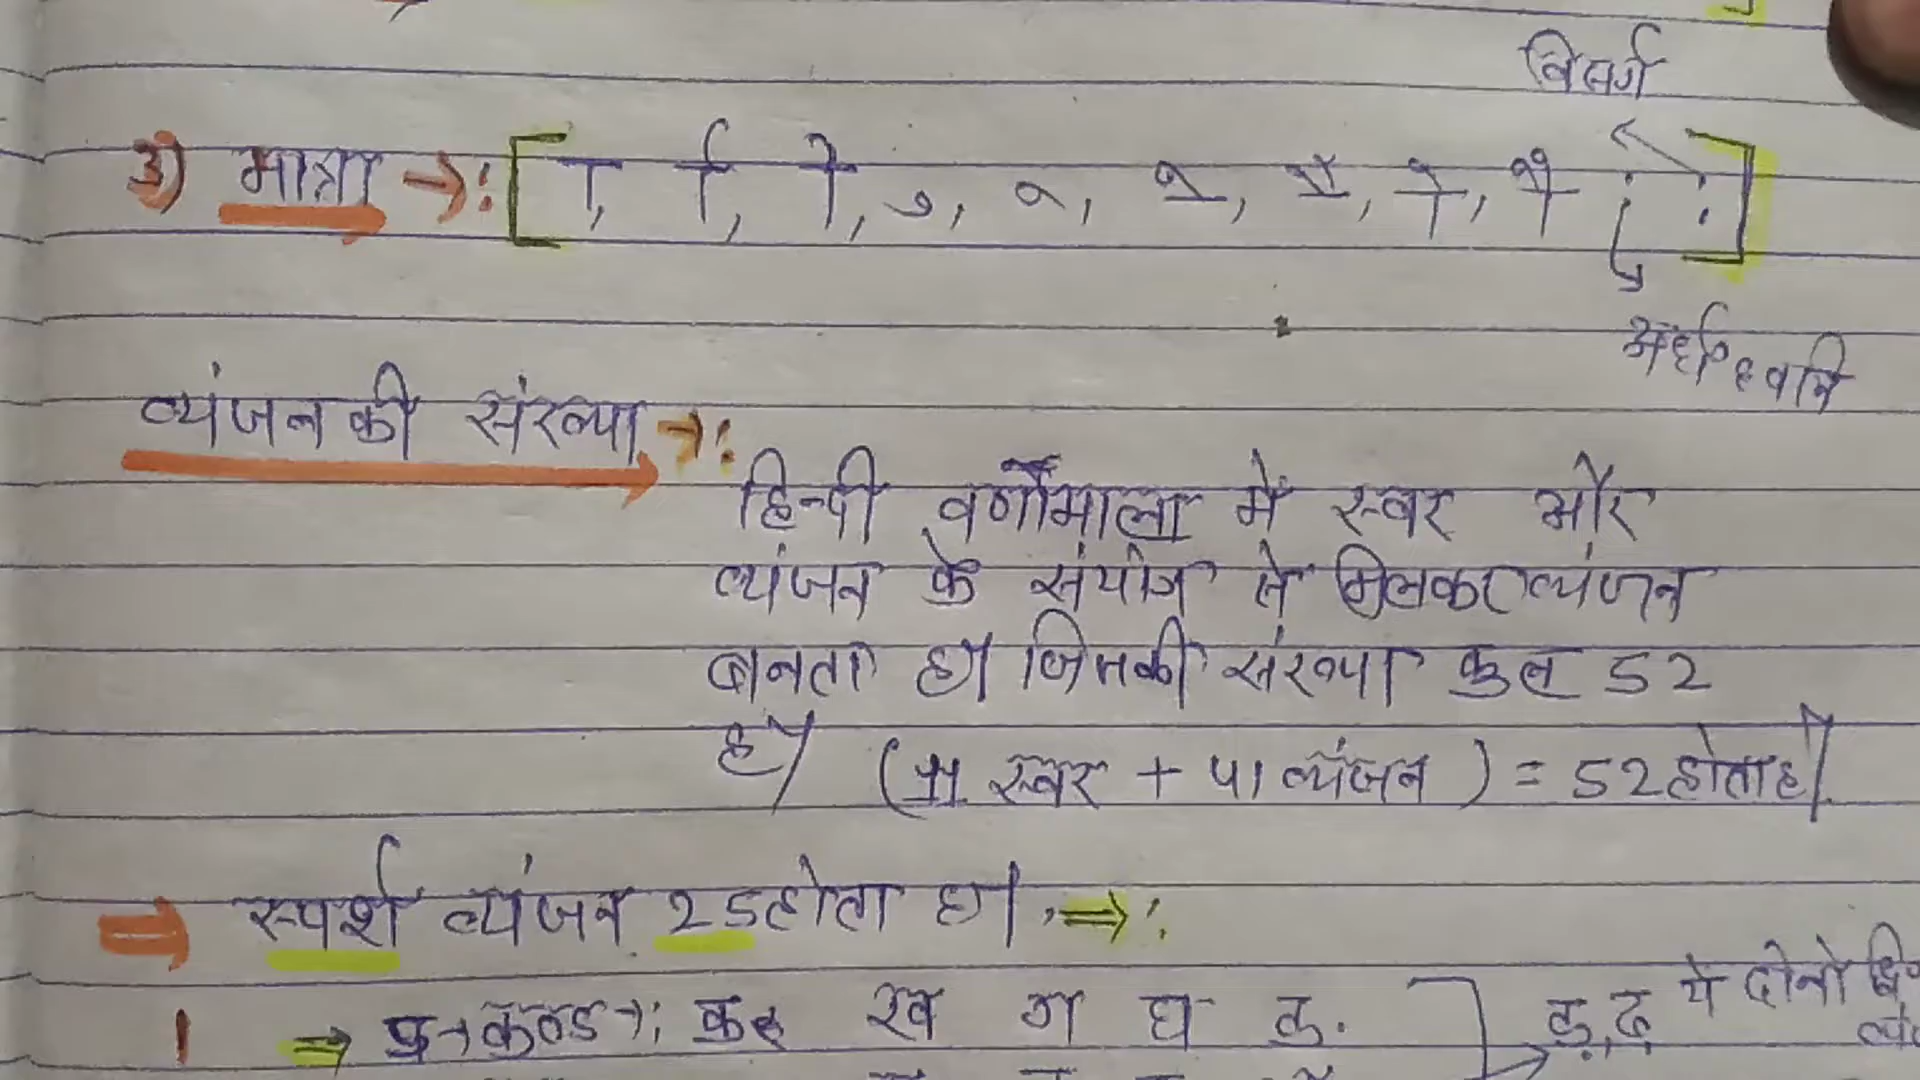 विसर्ग
3) मात्रा →: [ ा, ि, ी, ु, ू, े, ै, ो, ौ : : ]
अर्ध ध्वनि
व्यंजन की संख्या →:
हिन्दी वर्णमाला में स्वर और
व्यंजन के संयोग से मिलकर व्यंजन
बनता है। जिसकी संख्या कुल 52
है। (11 स्वर + 41 व्यंजन) = 52 होता है।
⇒ स्पर्श व्यंजन 25 होता है। ⇒:
1 ⇒ क → कण्ठ →: क ख ग घ ङ.
ड़, ढ़ ये दोनो